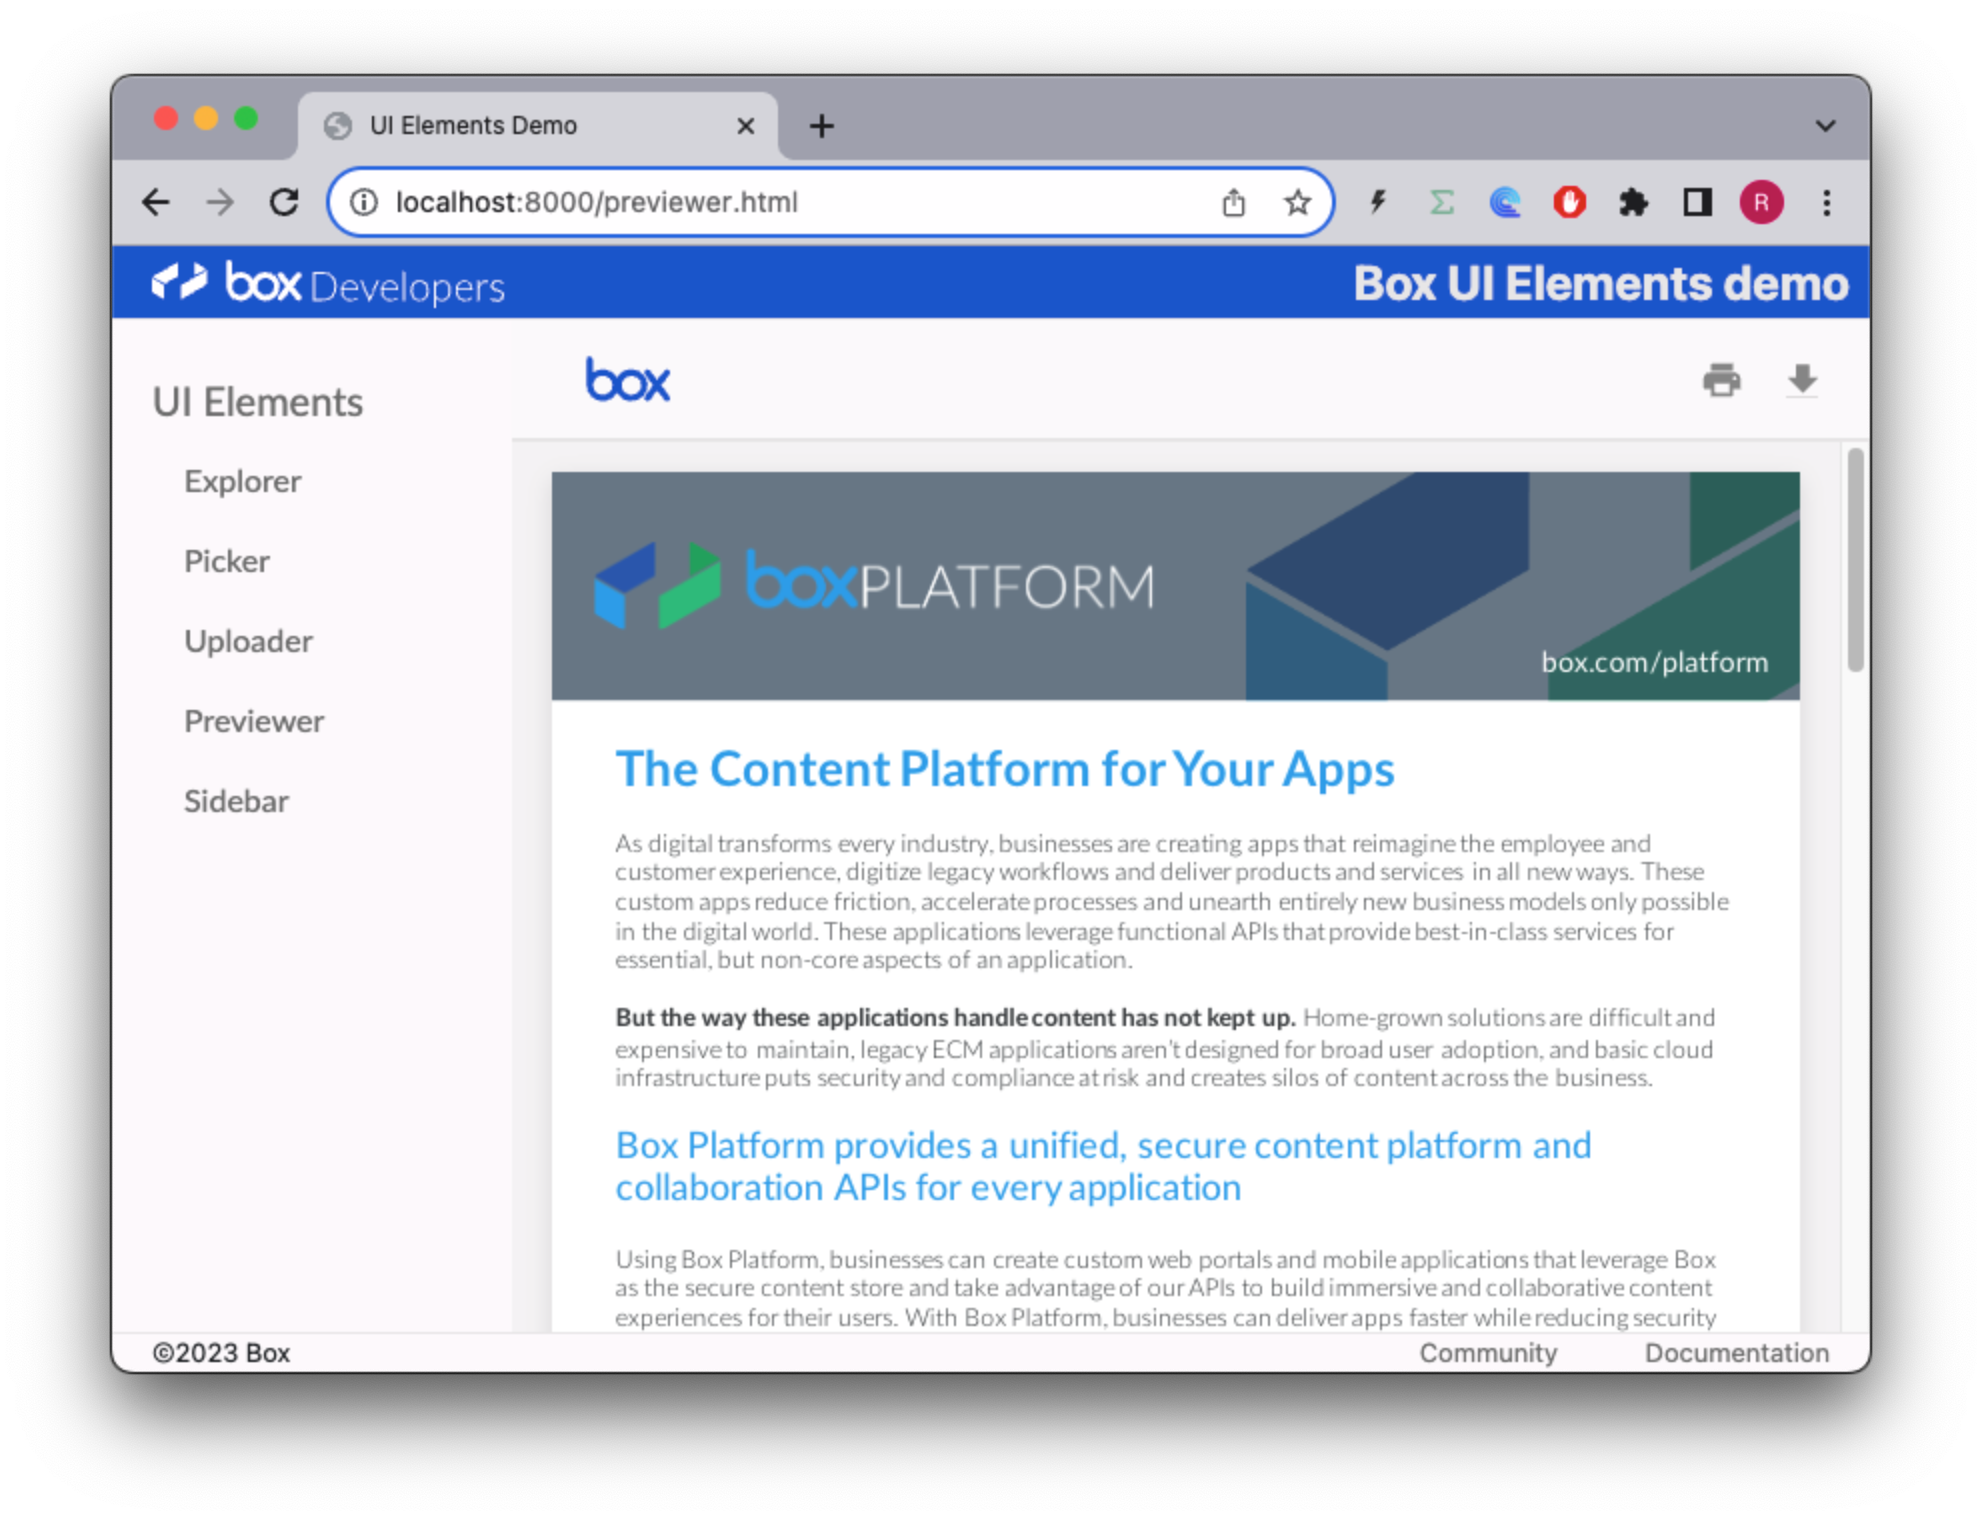 UI Elements Demo
localhost:8000/previewer.html
R
box Developers
Box UI Elements demo
UI Elements
Explorer
Picker
Uploader
Previewer
Sidebar
box
boxPLATFORM
box.com/platform
The Content Platform for Your Apps
As digital transforms every industry, businesses are creating apps that reimagine the employee and
customer experience, digitize legacy workflows and deliver products and services in all new ways. These
custom apps reduce friction, accelerate processes and unearth entirely new business models only possible
in the digital world. These applications leverage functional APIs that provide best-in-class services for
essential, but non-core aspects of an application.
But the way these applications handle content has not kept up. Home-grown solutions are difficult and
expensive to maintain, legacy ECM applications aren't designed for broad user adoption, and basic cloud
infrastructure puts security and compliance at risk and creates silos of content across the business.
Box Platform provides a unified, secure content platform and
collaboration APIs for every application
Using Box Platform, businesses can create custom web portals and mobile applications that leverage Box
as the secure content store and take advantage of our APIs to build immersive and collaborative content
experiences for their users. With Box Platform, businesses can deliver apps faster while reducing security
©2023 Box
Community
Documentation